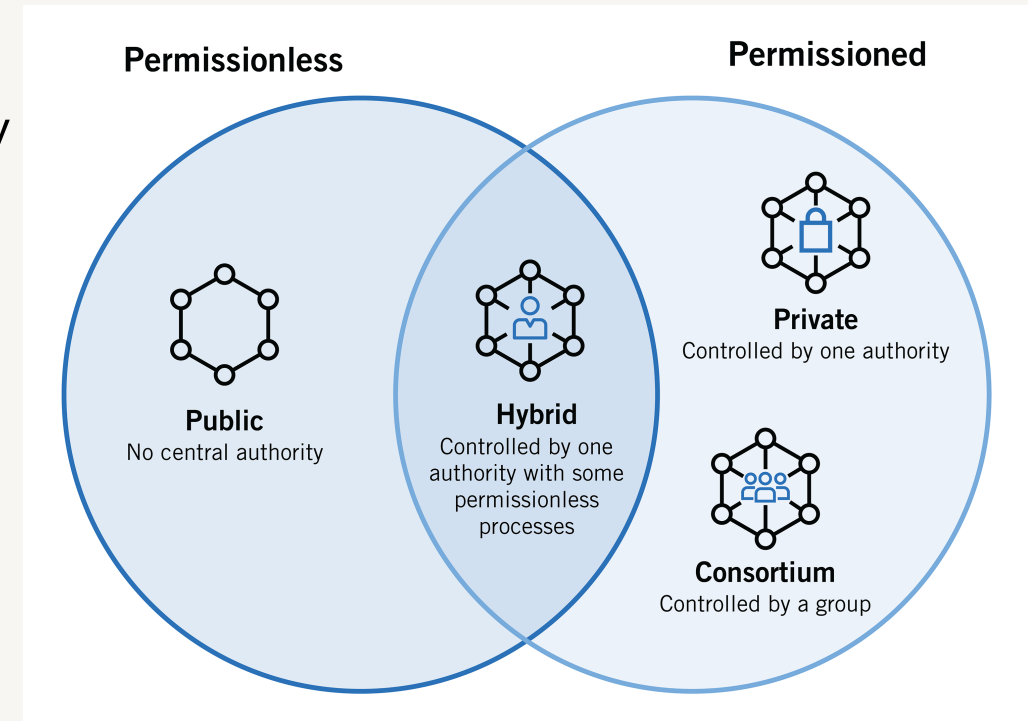 Permissionless
Permissioned
Public
No central authority
Hybrid
Controlled by one
authority with some
permissionless
processes
Private
Controlled by one authority
Consortium
Controlled by a group